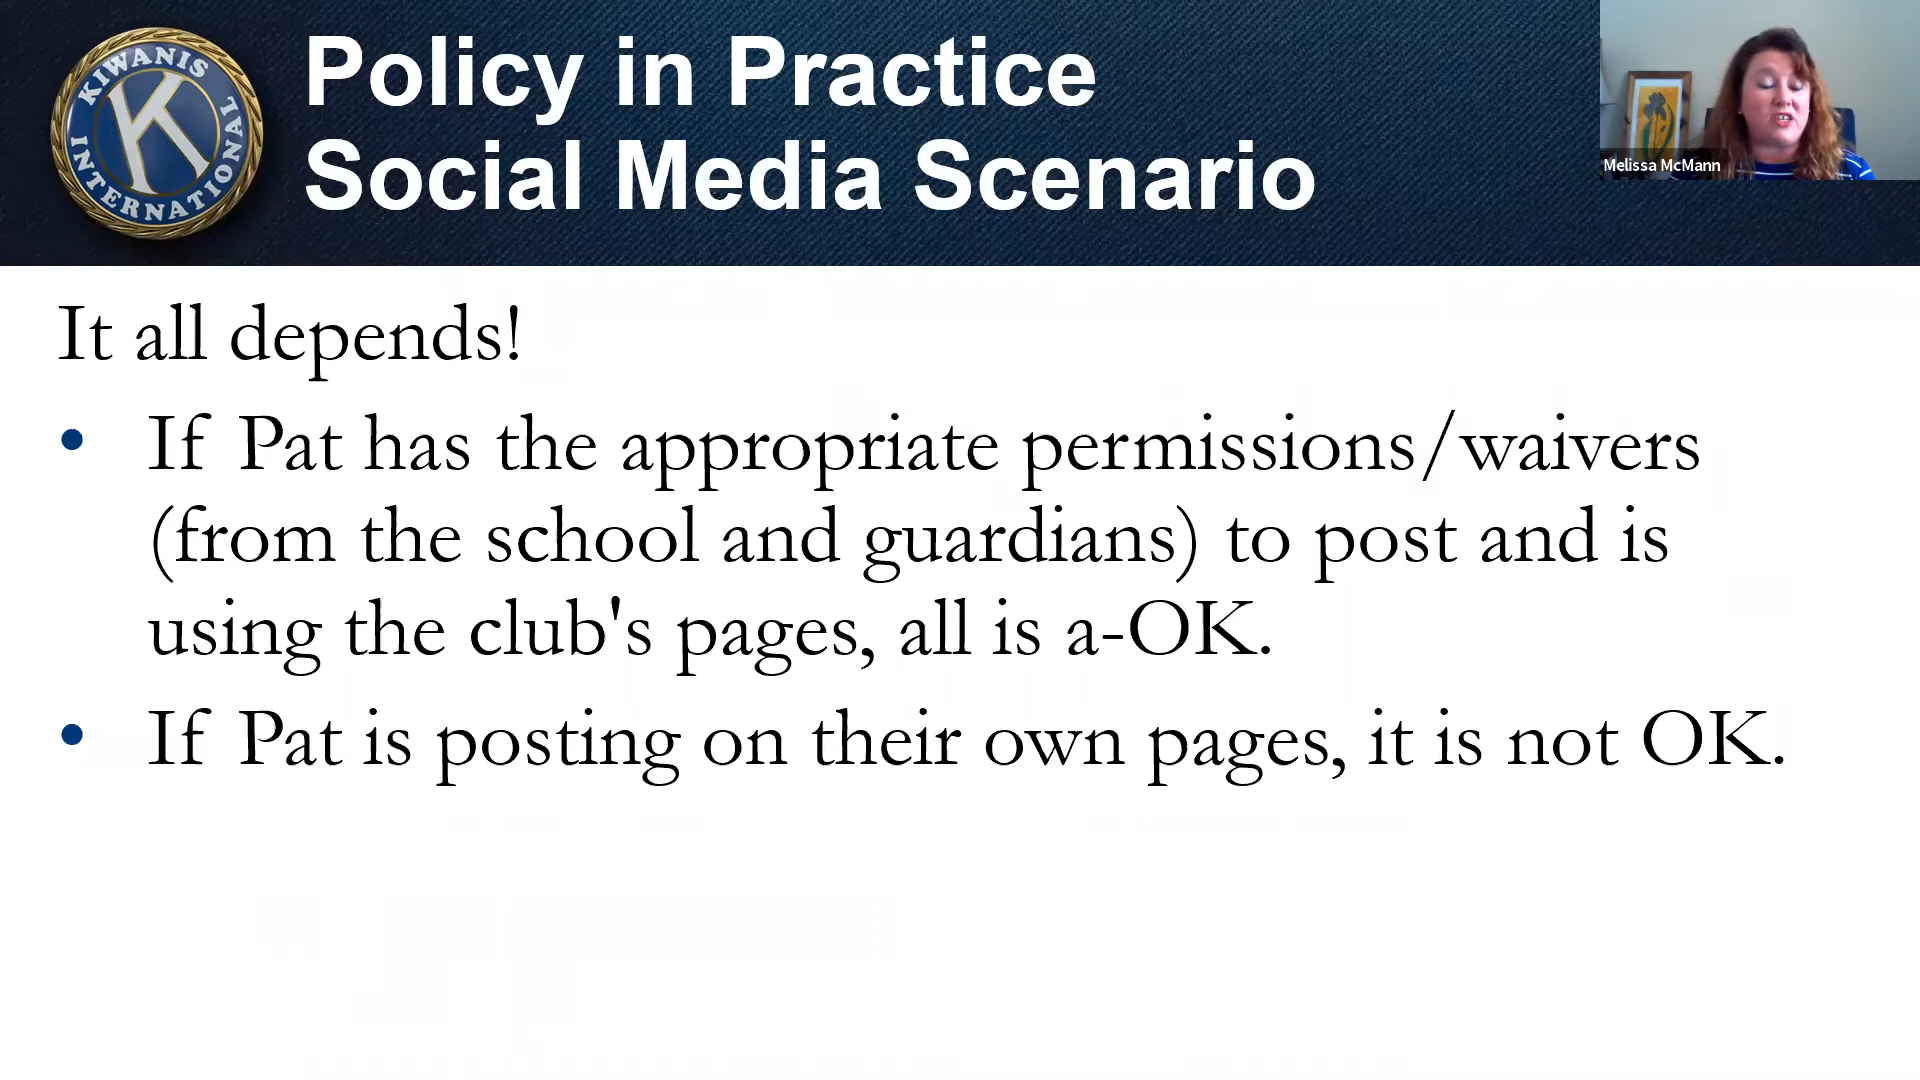 KIWANIS
K
INTERNATIONAL
Policy in Practice
Social Media Scenario
Melissa McMann
It all depends!
• If Pat has the appropriate permissions/waivers
(from the school and guardians) to post and is
using the club's pages, all is a-OK.
• If Pat is posting on their own pages, it is not OK.